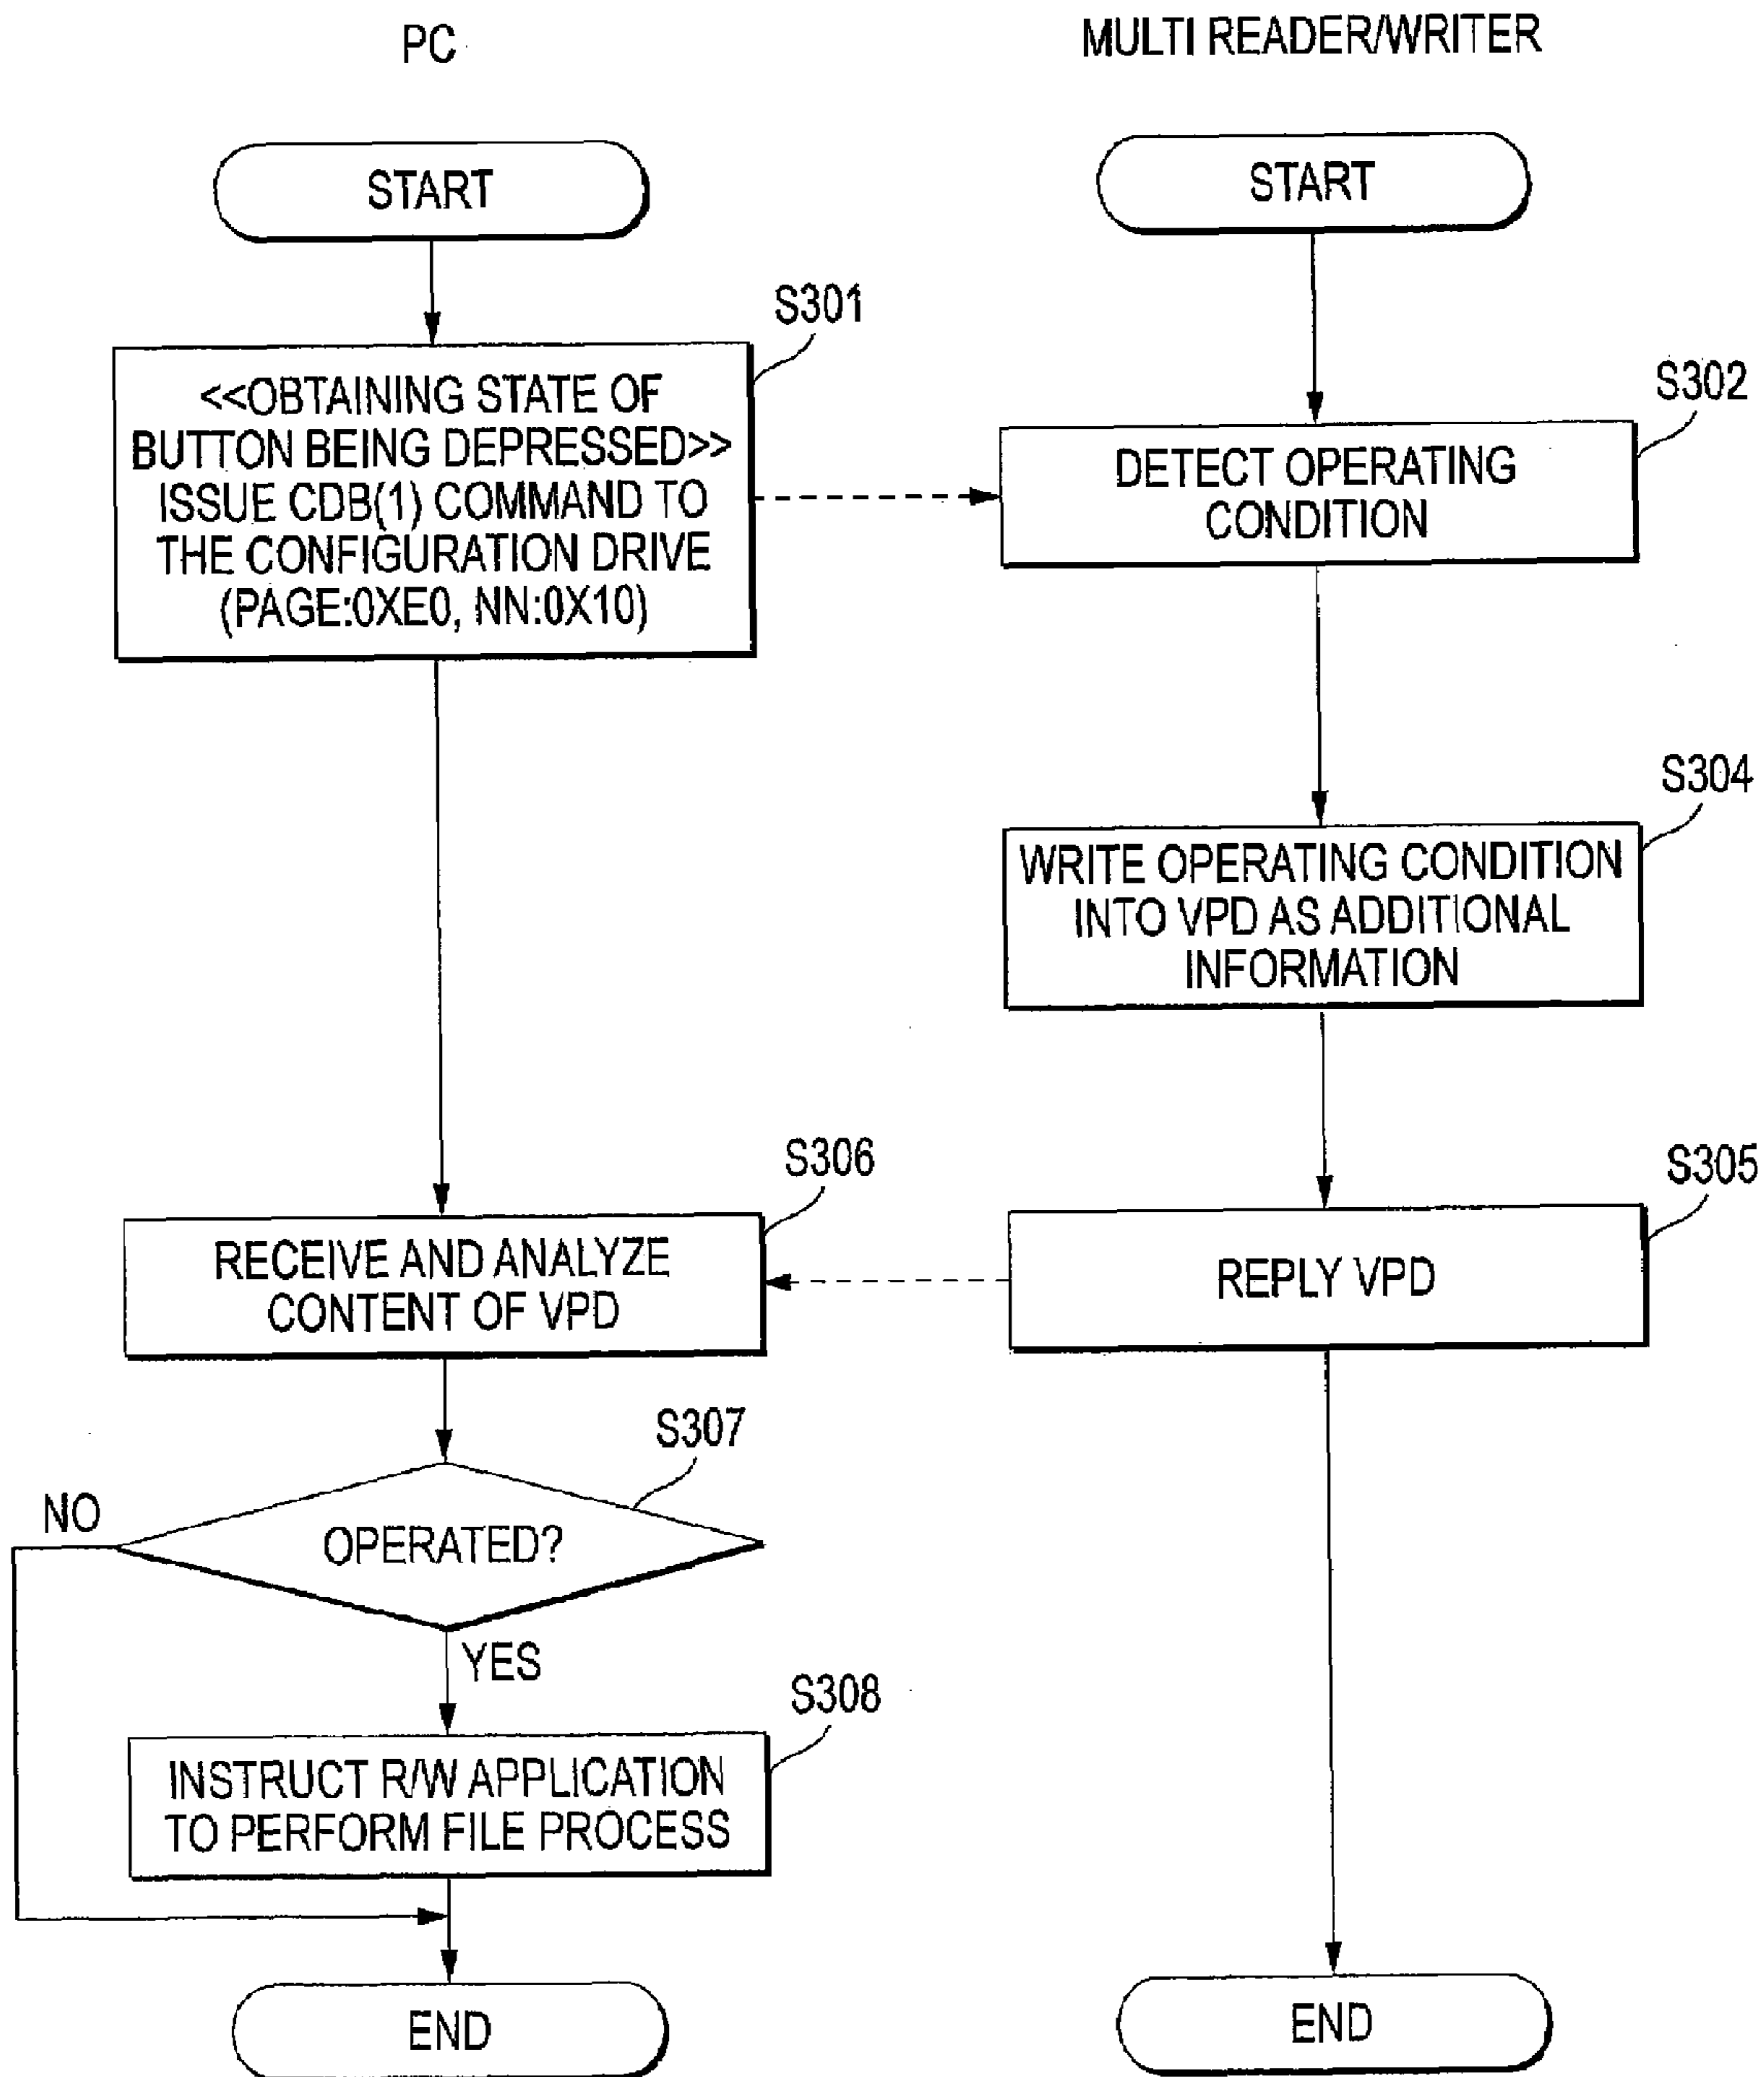 PC
MULTI READER/WRITER
START
START
S301
<<OBTAINING STATE OF
BUTTON BEING DEPRESSED>>
ISSUE CDB(1) COMMAND TO
THE CONFIGURATION DRIVE
(PAGE:0XE0, NN:0X10)
S302
DETECT OPERATING
CONDITION
S304
WRITE OPERATING CONDITION
INTO VPD AS ADDITIONAL
INFORMATION
S306
RECEIVE AND ANALYZE
CONTENT OF VPD
S305
REPLY VPD
S307
NO
OPERATED?
YES
S308
INSTRUCT R/W APPLICATION
TO PERFORM FILE PROCESS
END
END